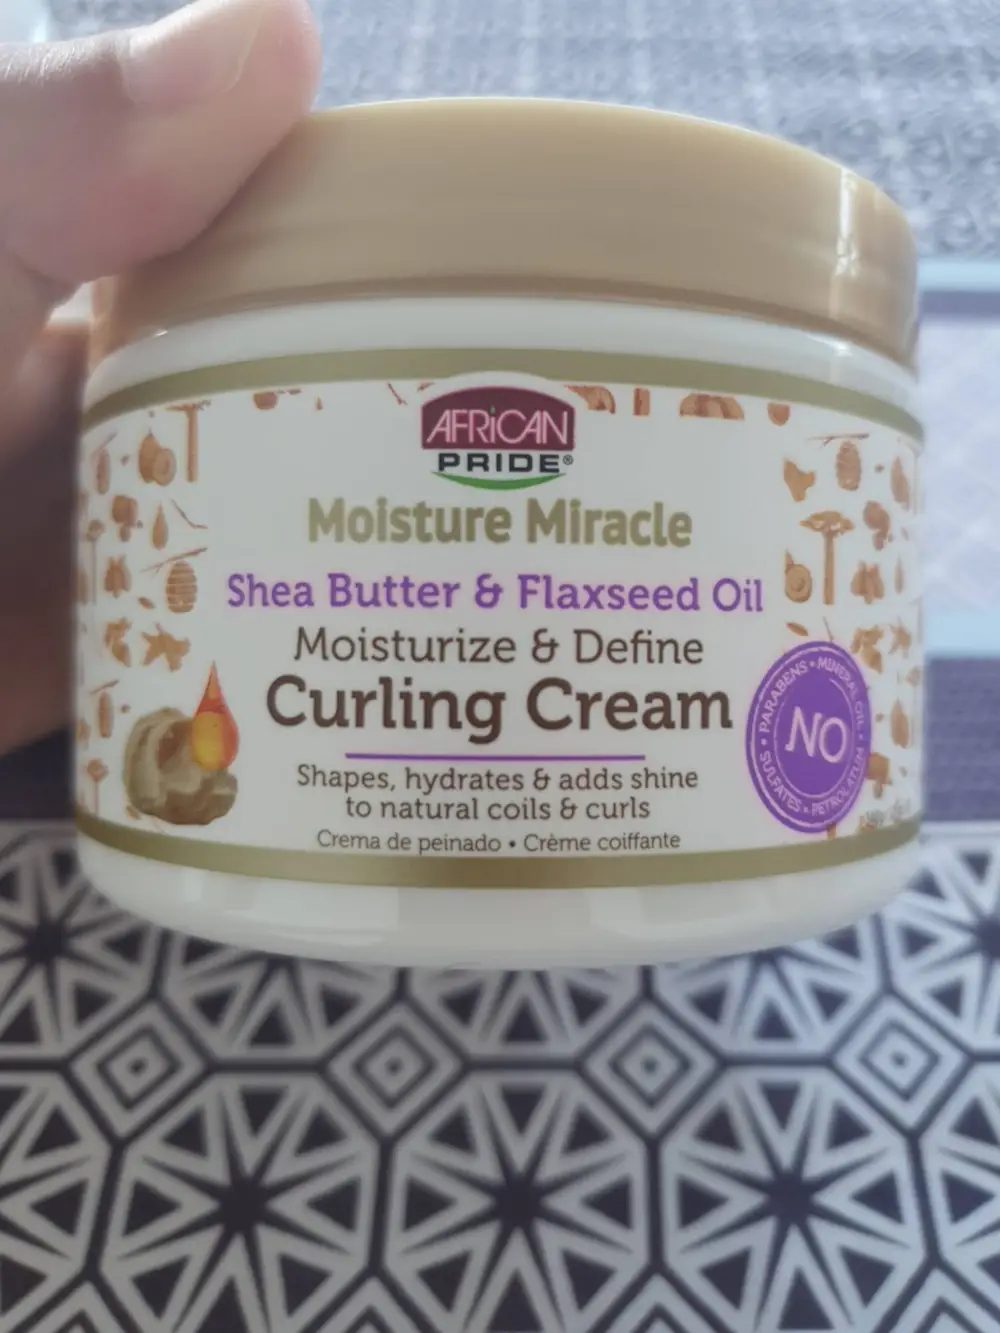 AFRiCAN
PRIDE®
Moisture Miracle
Shea Butter & Flaxseed Oil
Moisturize & Define
Curling Cream
Shapes, hydrates & adds shine
to natural coils & curls
Crema de peinado • Crème coiffante
NO
• PARABENS • MINERAL OIL • PETROLATUM • SULFATES